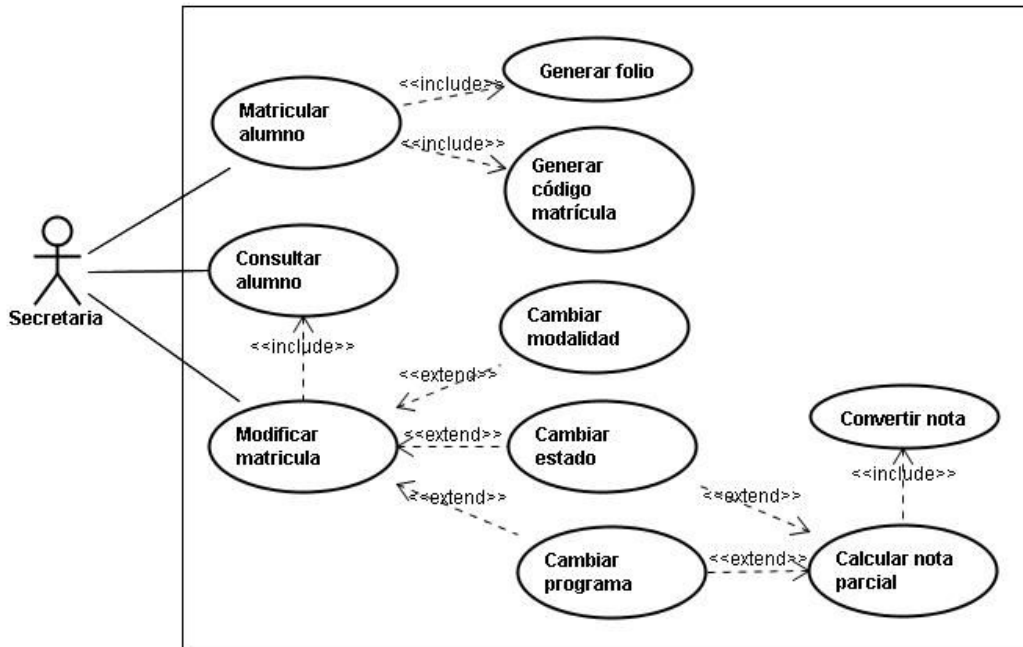 Generar folio
<<include>>
Matricular
alumno
<<include>>
Generar
código
matrícula
Consultar
alumno
Secretaria
<<include>>
Cambiar
modalidad
<<extend>>
Modificar
matricula
<<extend>>
Cambiar
estado
Convertir nota
<<include>>
<<extend>>
<<extend>>
Cambiar
programa
<<extend>>
Calcular nota
parcial